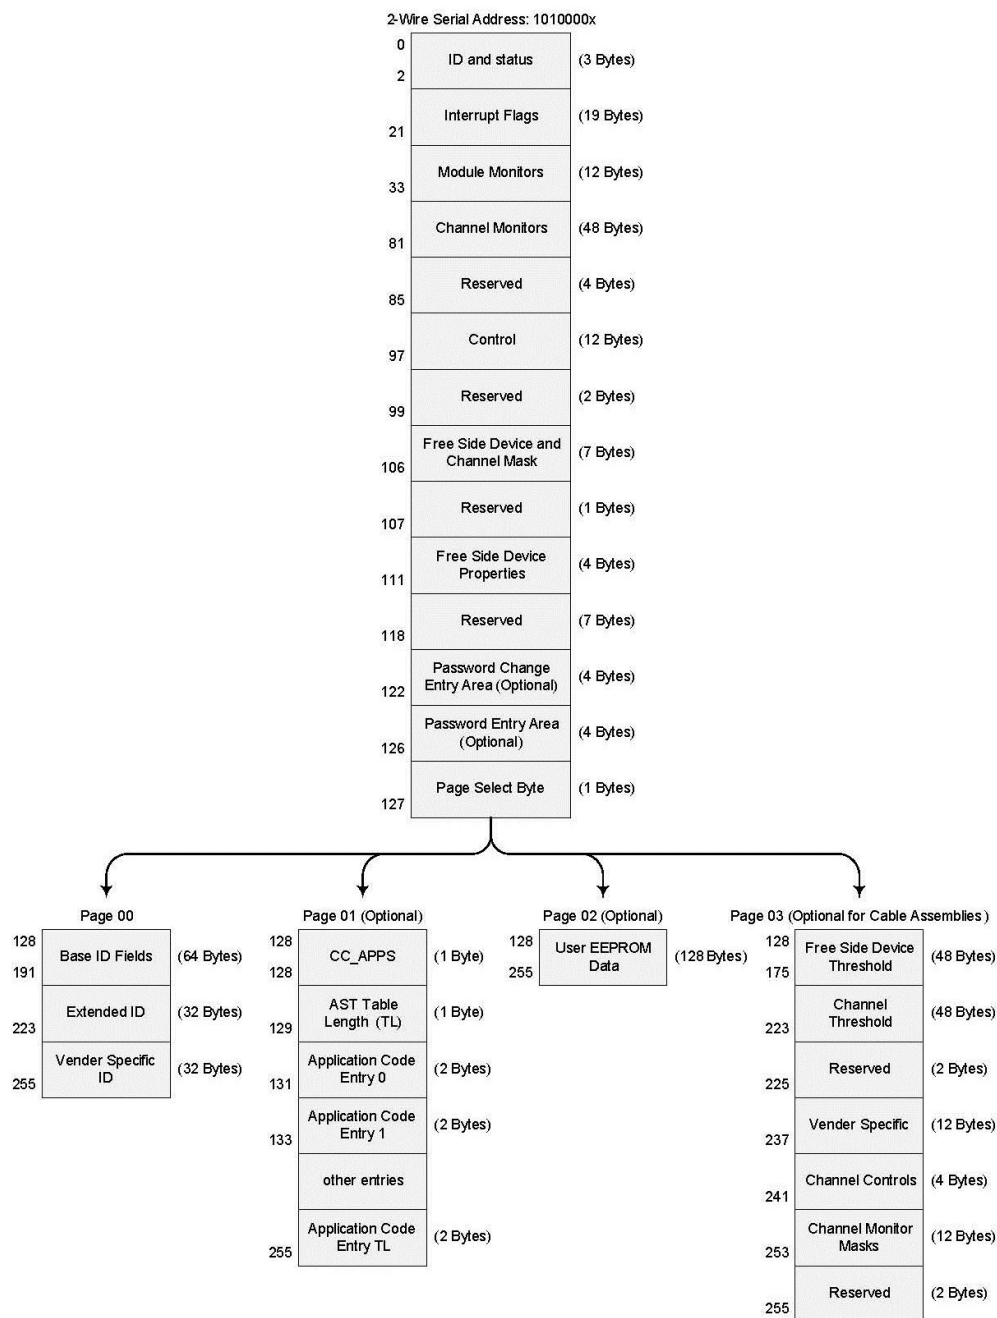 2-Wire Serial Address: 1010000x
0
ID and status (3 Bytes)
2
Interrupt Flags (19 Bytes)
21
Module Monitors (12 Bytes)
33
Channel Monitors (48 Bytes)
81
Reserved (4 Bytes)
85
Control (12 Bytes)
97
Reserved (2 Bytes)
99
Free Side Device and
Channel Mask (7 Bytes)
106
Reserved (1 Bytes)
107
Free Side Device
Properties (4 Bytes)
111
Reserved (7 Bytes)
118
Password Change
Entry Area (Optional) (4 Bytes)
122
Password Entry Area
(Optional) (4 Bytes)
126
Page Select Byte (1 Bytes)
127
Page 00
128
Base ID Fields (64 Bytes)
191
Extended ID (32 Bytes)
223
Vender Specific
ID (32 Bytes)
255
Page 01 (Optional)
128
CC_APPS (1 Byte)
128
AST Table
Length (TL) (1 Byte)
129
Application Code
Entry 0 (2 Bytes)
131
Application Code
Entry 1 (2 Bytes)
133
other entries
Application Code
Entry TL (2 Bytes)
255
Page 02 (Optional)
128
User EEPROM
Data (128 Bytes)
255
Page 03 (Optional for Cable Assemblies )
128
Free Side Device
Threshold (48 Bytes)
175
Channel
Threshold (48 Bytes)
223
Reserved (2 Bytes)
225
Vender Specific (12 Bytes)
237
Channel Controls (4 Bytes)
241
Channel Monitor
Masks (12 Bytes)
253
Reserved (2 Bytes)
255